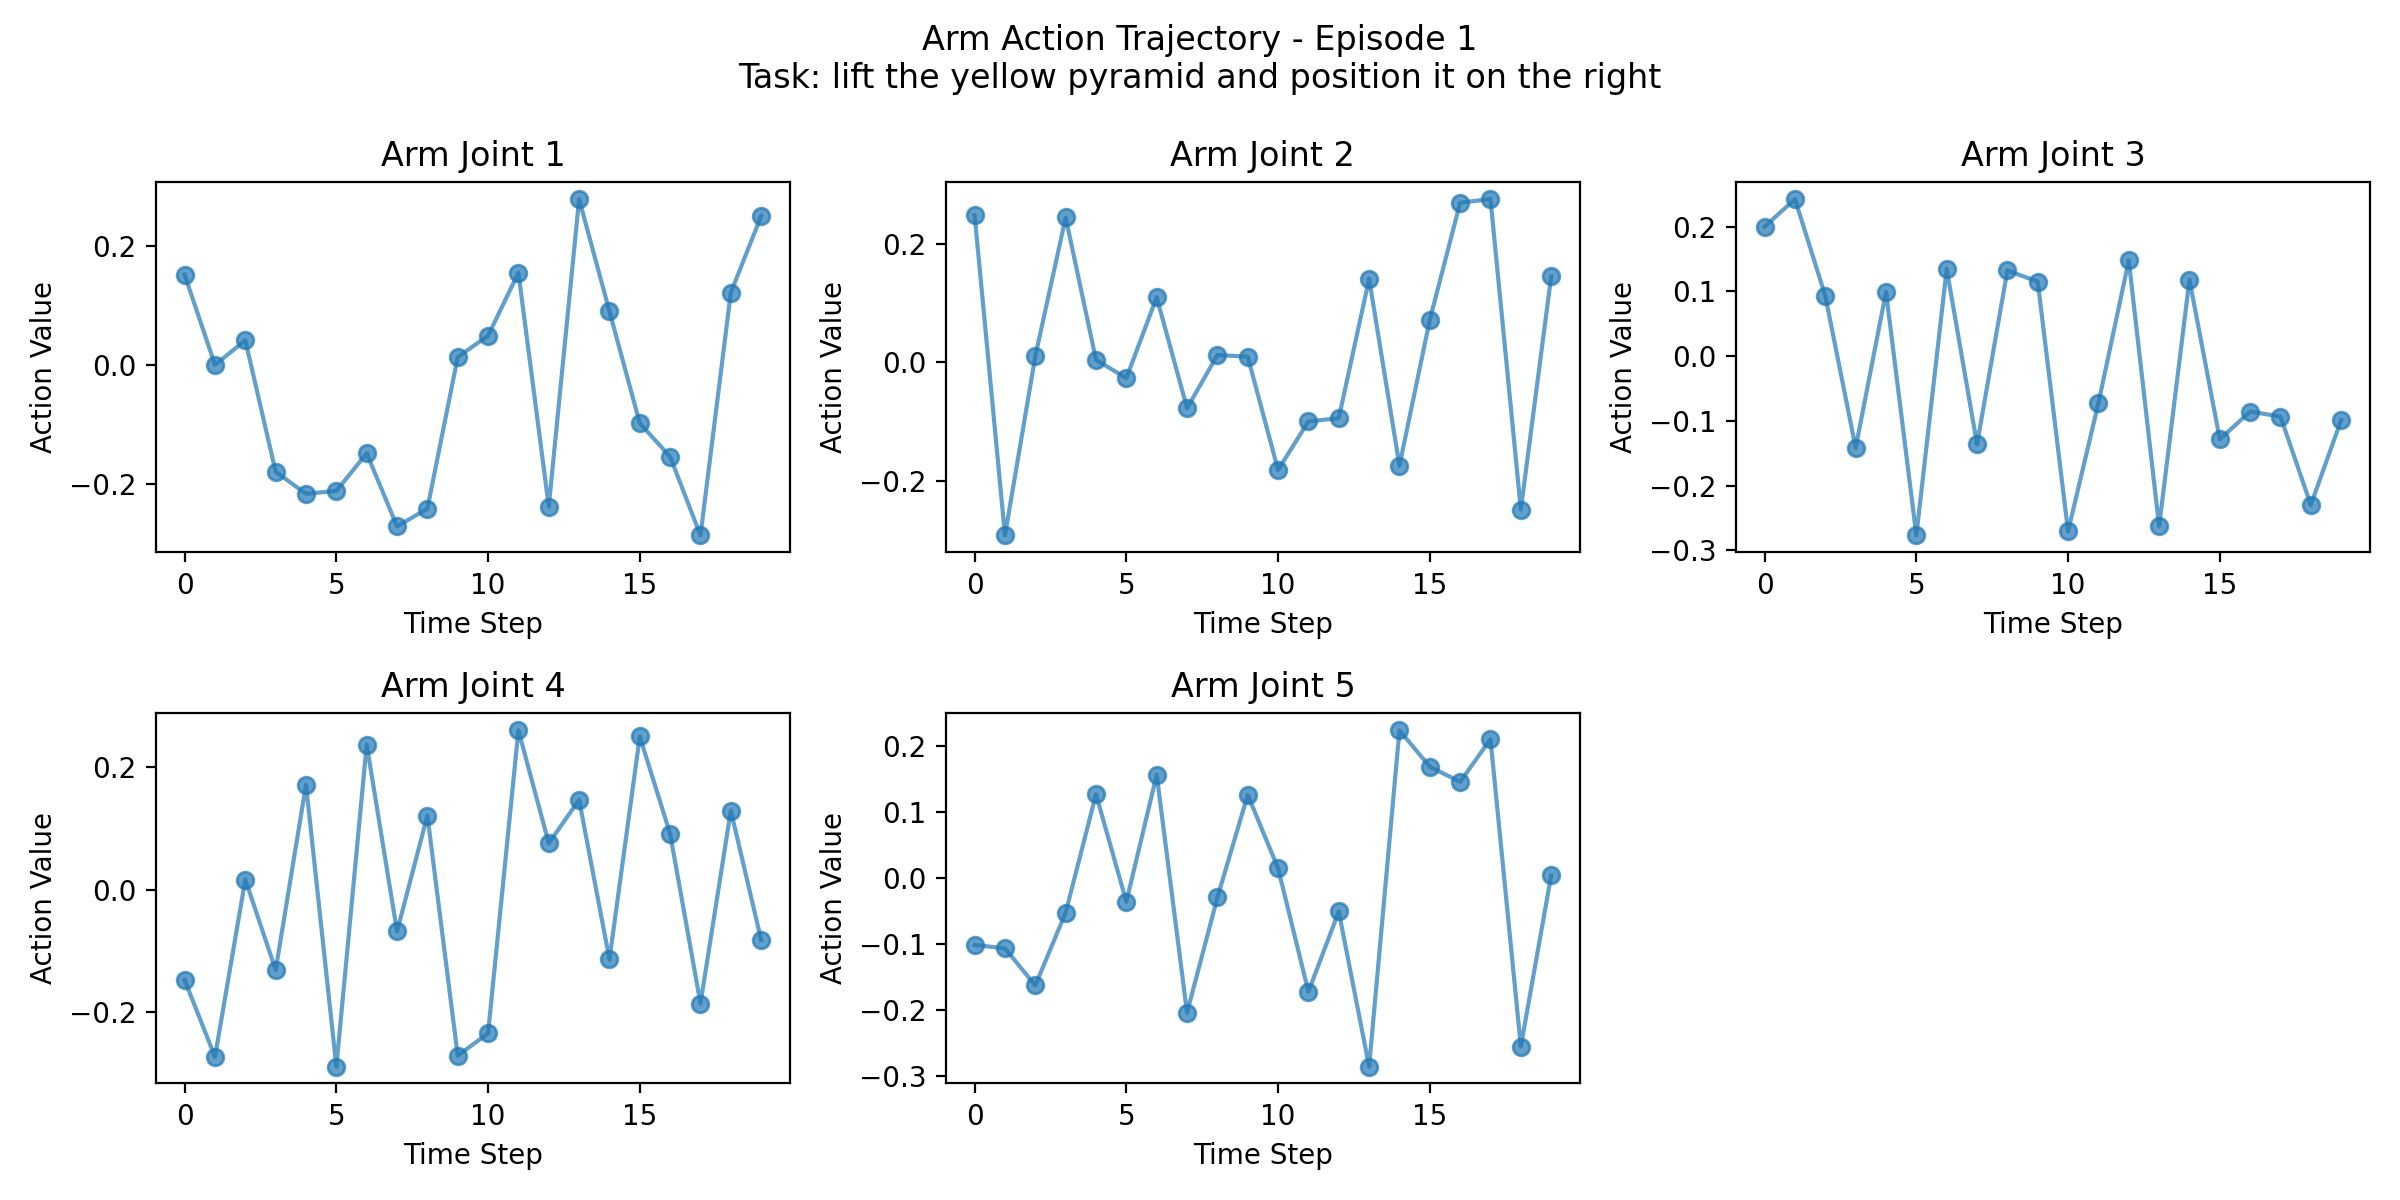 Arm Action Trajectory - Episode 1
Task: lift the yellow pyramid and position it on the right
Arm Joint 1
Action Value
0.2
0.0
−0.2
0 5 10 15
Time Step
Arm Joint 2
Action Value
0.2
0.0
−0.2
0 5 10 15
Time Step
Arm Joint 3
Action Value
0.2
0.1
0.0
−0.1
−0.2
−0.3
0 5 10 15
Time Step
Arm Joint 4
Action Value
0.2
0.0
−0.2
0 5 10 15
Time Step
Arm Joint 5
Action Value
0.2
0.1
0.0
−0.1
−0.2
−0.3
0 5 10 15
Time Step